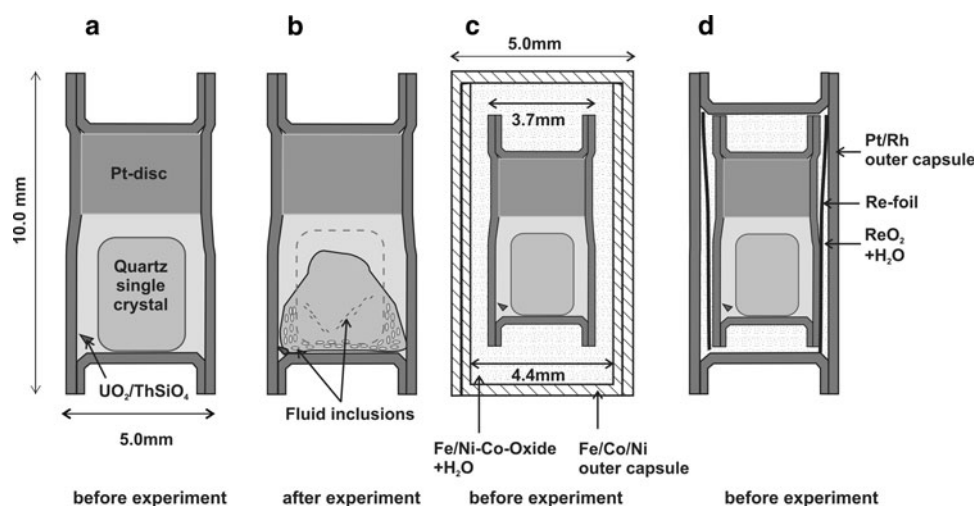 a
b
c
d
5.0mm
3.7mm
10.0 mm
Pt-disc
Quartz
single
crystal
UO₂/ThSiO₄
5.0mm
Fluid inclusions
4.4mm
Fe/Ni-Co-Oxide
+H₂O
Fe/Co/Ni
outer capsule
Pt/Rh
outer capsule
Re-foil
ReO₂
+H₂O
before experiment
after experiment
before experiment
before experiment